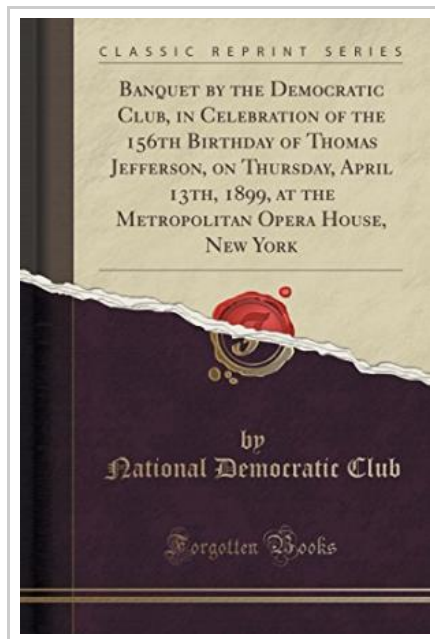 CLASSIC REPRINT SERIES
BANQUET BY THE DEMOCRATIC
CLUB, IN CELEBRATION OF THE
156TH BIRTHDAY OF THOMAS
JEFFERSON, ON THURSDAY, APRIL
13TH, 1899, AT THE
METROPOLITAN OPERA HOUSE,
NEW YORK
by
National Democratic Club
Forgotten Books